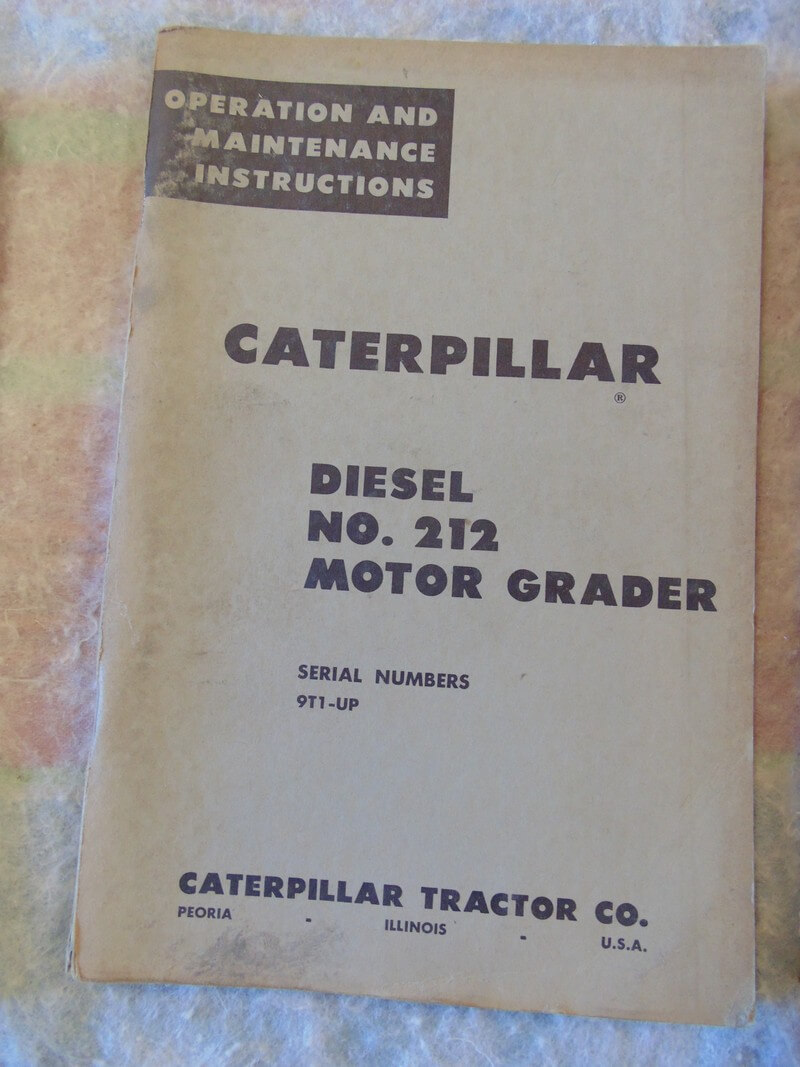 OPERATION AND
MAINTENANCE
INSTRUCTIONS
CATERPILLAR
®
DIESEL
NO. 212
MOTOR GRADER
SERIAL NUMBERS
9T1-UP
CATERPILLAR TRACTOR CO.
PEORIA - ILLINOIS - U.S.A.